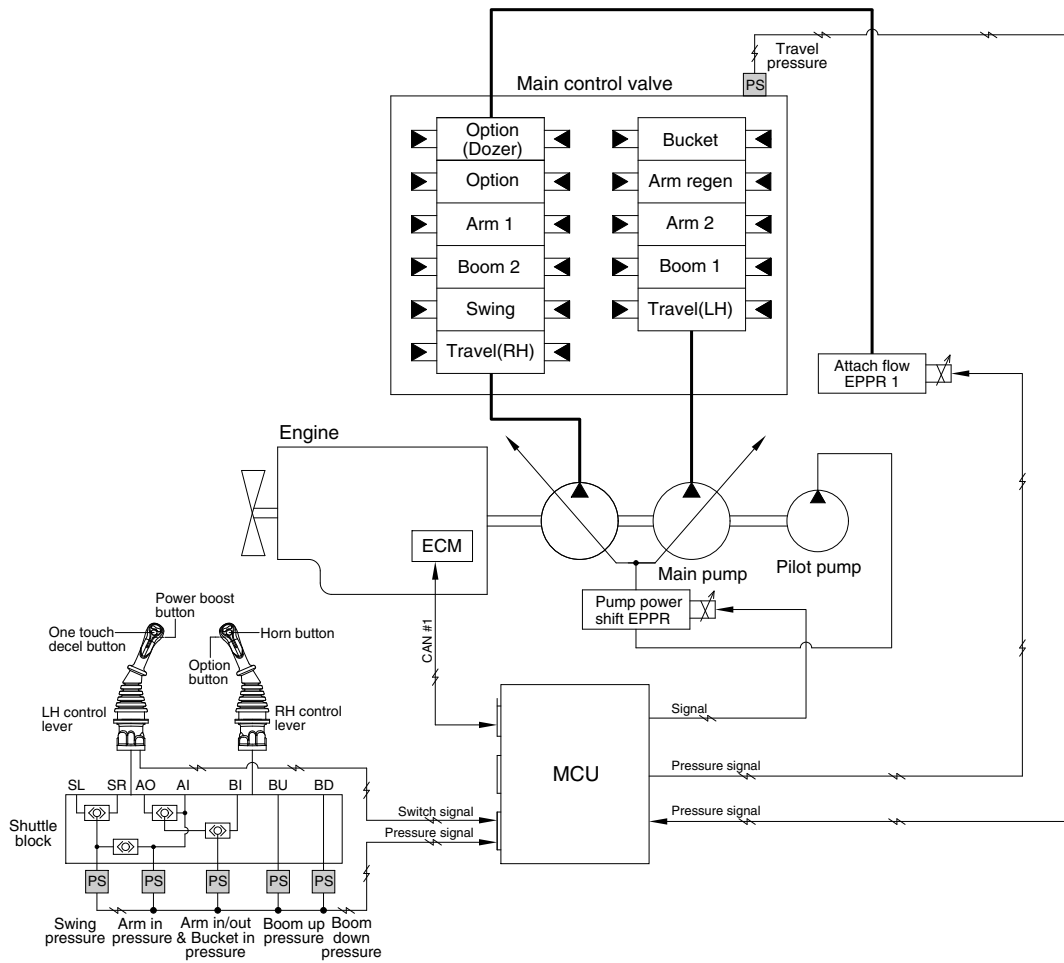 Travel
pressure
PS
Main control valve
Option
(Dozer)
Option
Arm 1
Boom 2
Swing
Travel(RH)
Bucket
Arm regen
Arm 2
Boom 1
Travel(LH)
Attach flow
EPPR 1
Engine
ECM
Main pump
Pilot pump
Pump power
shift EPPR
CAN #1
Power boost
button
One touch
decel button
Horn button
Option
button
LH control
lever
RH control
lever
Signal
MCU
Pressure signal
Pressure signal
Switch signal
Pressure signal
SL SR AO AI BI BU BD
Shuttle
block
PS PS PS PS PS
Swing
pressure
Arm in
pressure
Arm in/out
& Bucket in
pressure
Boom up
pressure
Boom
down
pressure